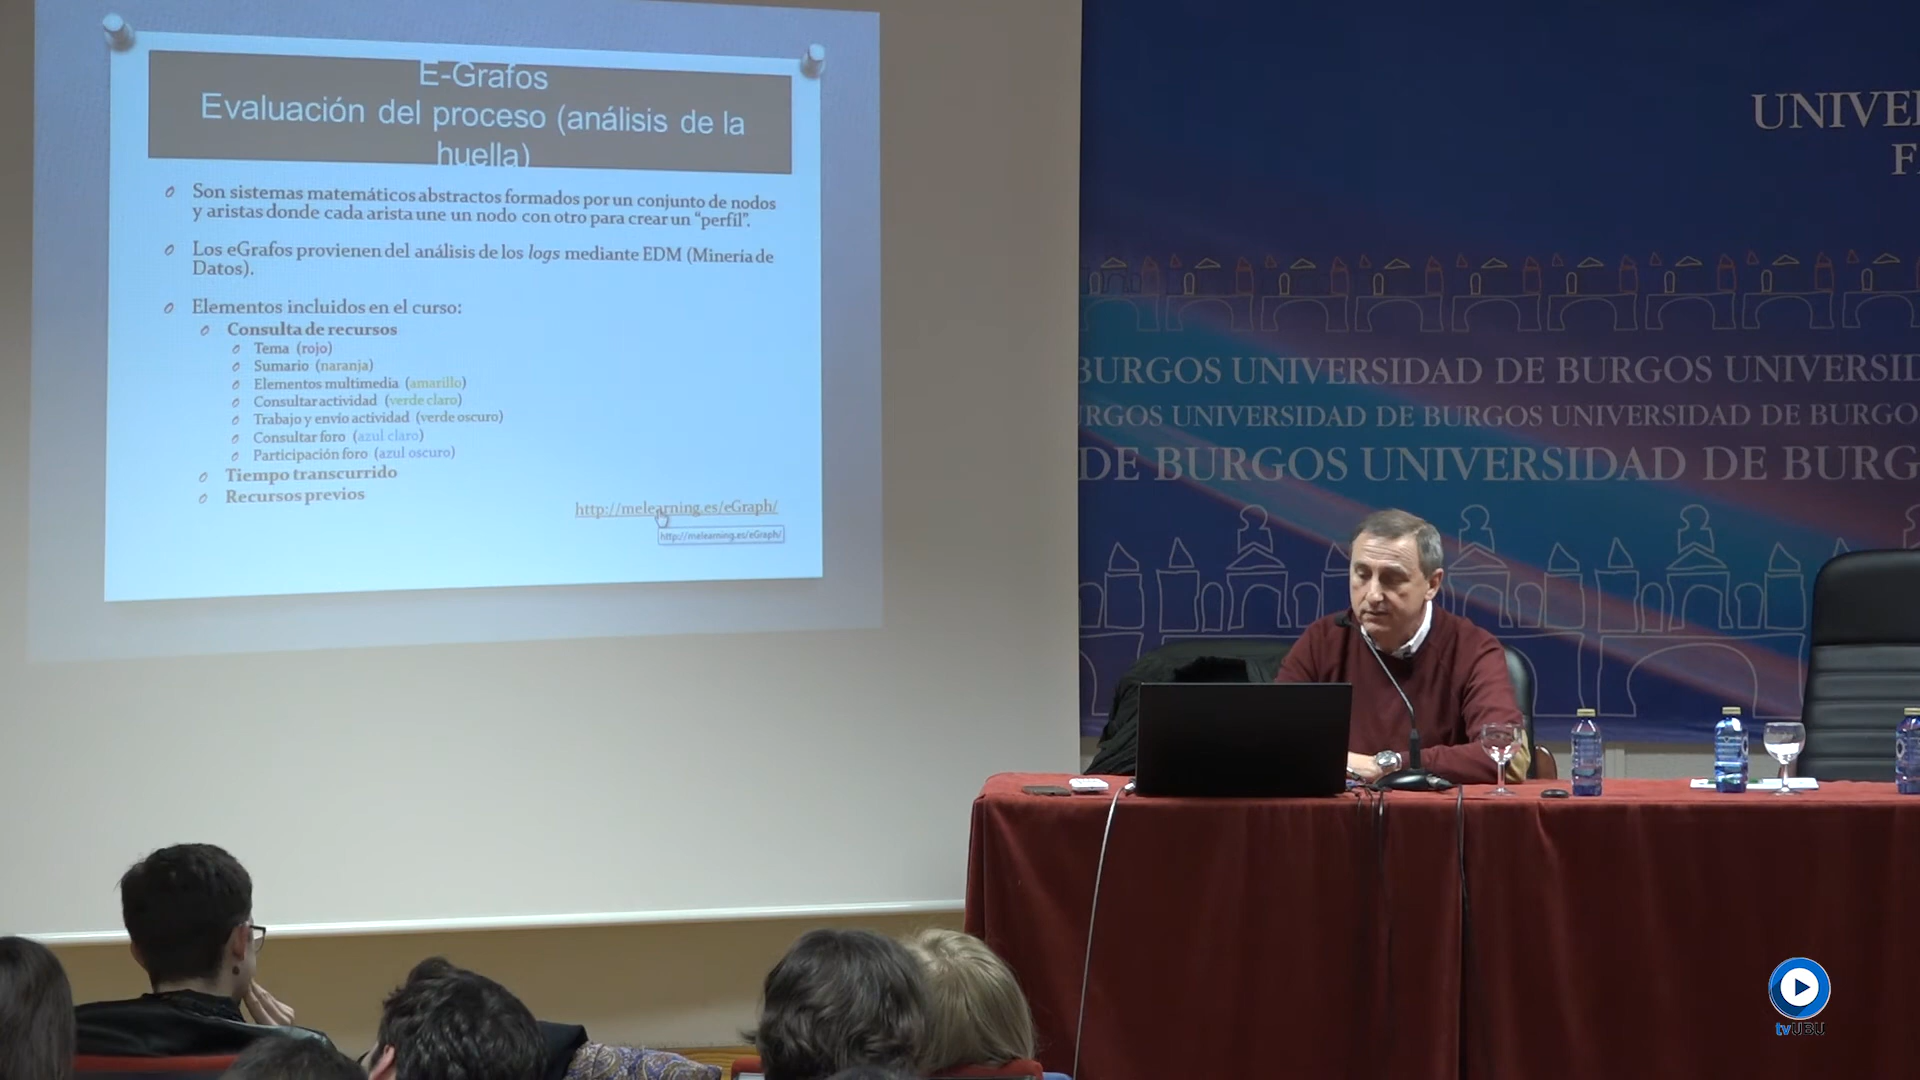 E-Grafos
Evaluación del proceso (análisis de la
huella)
Son sistemas matemáticos abstractos formados por un conjunto de nodos
y aristas donde cada arista une un nodo con otro para crear un “perfil”.
Los eGrafos provienen del análisis de los logs mediante EDM (Minería de
Datos).
Elementos incluidos en el curso:
Consulta de recursos
Tema (rojo)
Sumario (naranja)
Elementos multimedia (amarillo)
Consultar actividad (verde claro)
Trabajo y envío actividad (verde oscuro)
Consultar foro (azul claro)
Participación foro (azul oscuro)
Tiempo transcurrido
Recursos previos
http://melearning.es/eGraph/
http://melearning.es/eGraph/
UNIVE
F
BURGOS UNIVERSIDAD DE BURGOS UNIVERSID
URGOS UNIVERSIDAD DE BURGOS UNIVERSIDAD DE BURGO
DE BURGOS UNIVERSIDAD DE BURG
tvUBU